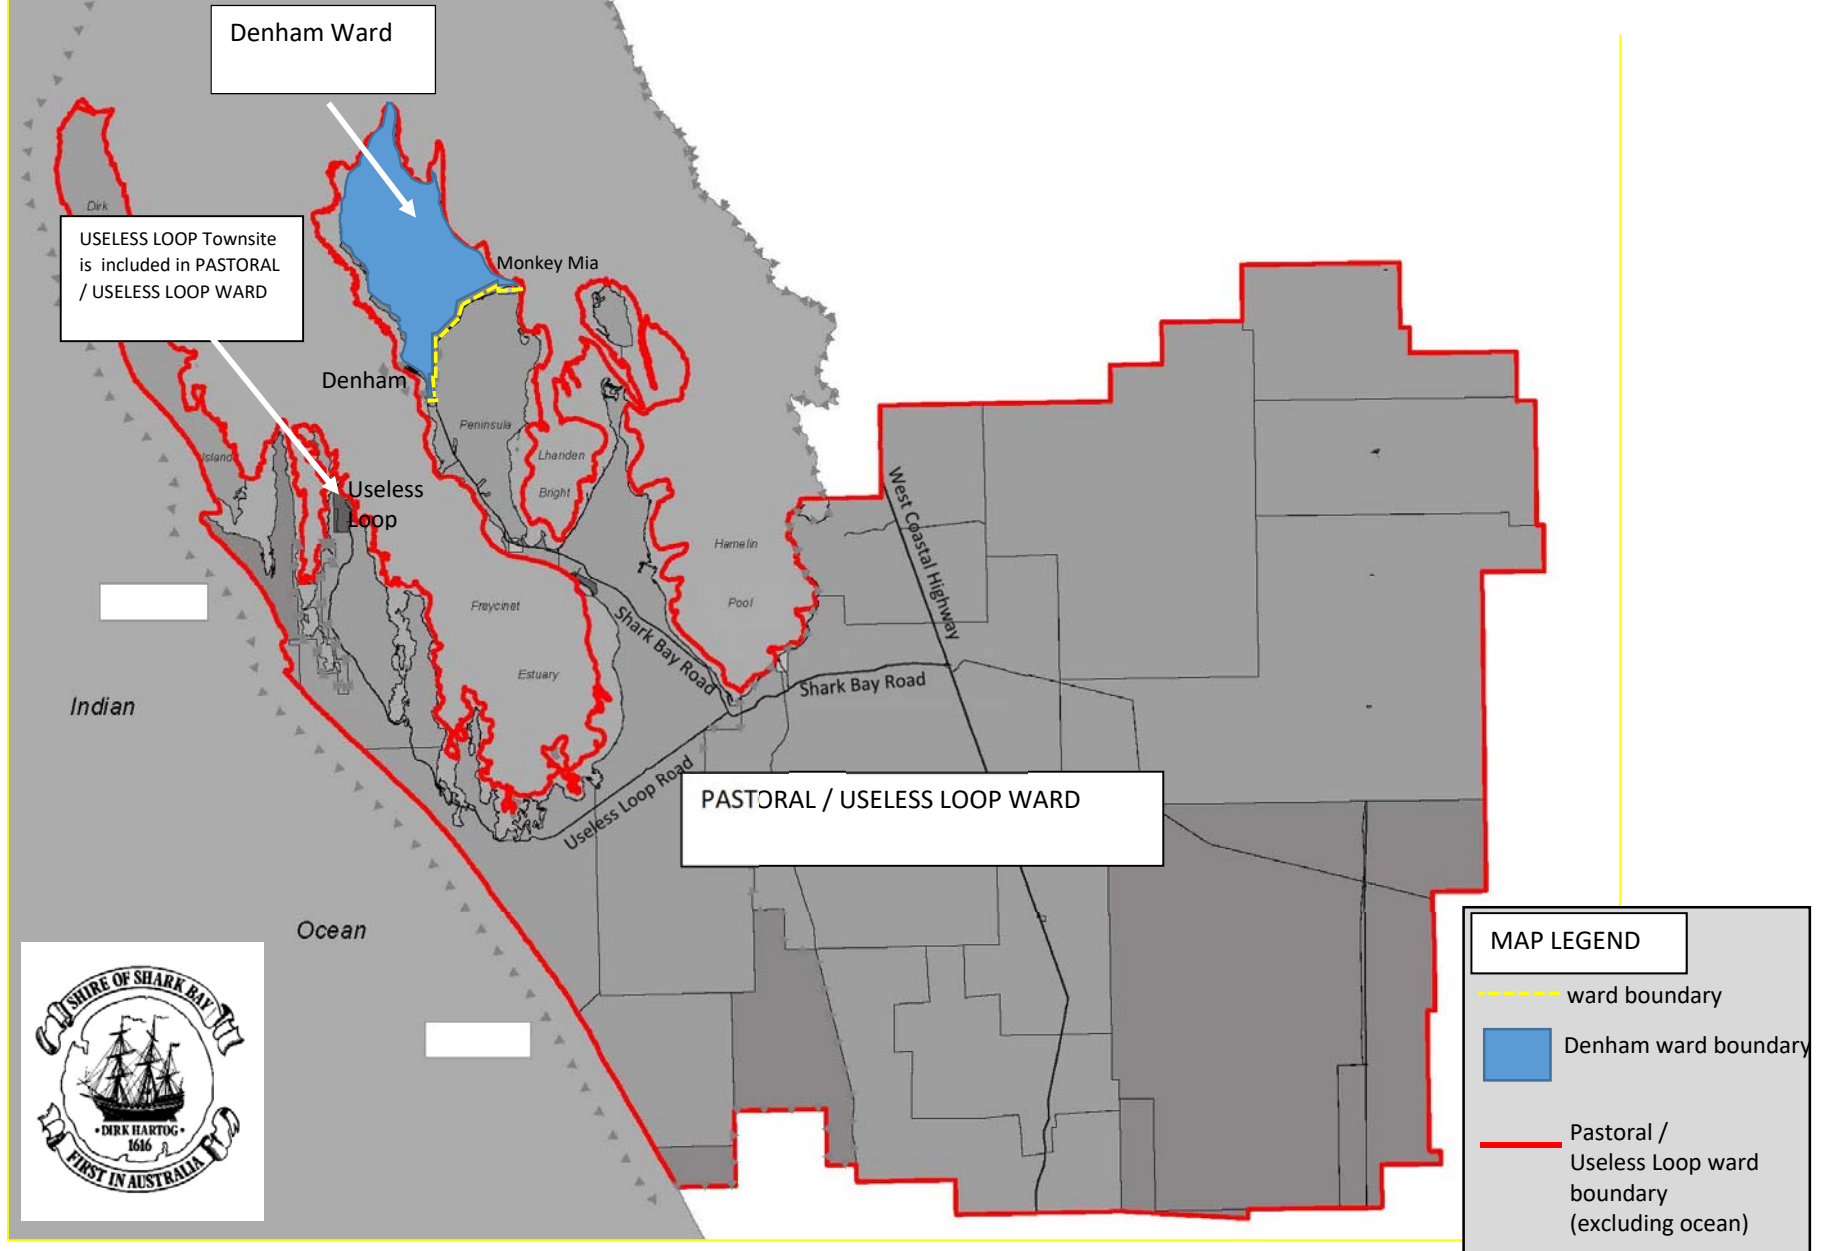 Denham Ward
Dirk
USELESS LOOP Townsite
is included in PASTORAL
/ USELESS LOOP WARD
Monkey Mia
Denham
Peninsula
Island
Lhariden
Bright
Useless
Loop
Hamelin
Pool
West Coastal Highway
Freycinet
Estuary
Shark Bay Road
Shark Bay Road
Indian
Useless Loop Road
PASTORAL / USELESS LOOP WARD
Ocean
SHIRE OF SHARK BAY
• DIRK HARTOG •
1616
FIRST IN AUSTRALIA
MAP LEGEND
ward boundary
Denham ward boundary
Pastoral /
Useless Loop ward
boundary
(excluding ocean)